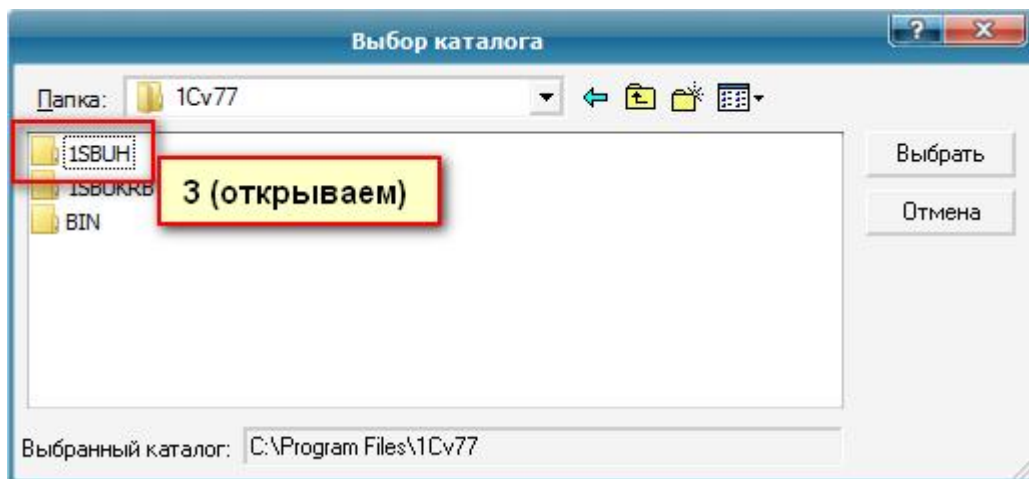 Выбор каталога
Папка: 1Cv77
1SBUH
Выбрать
1SBUKRB
3 (открываем)
BIN
Отмена
Выбранный каталог: C:\Program Files\1Cv77